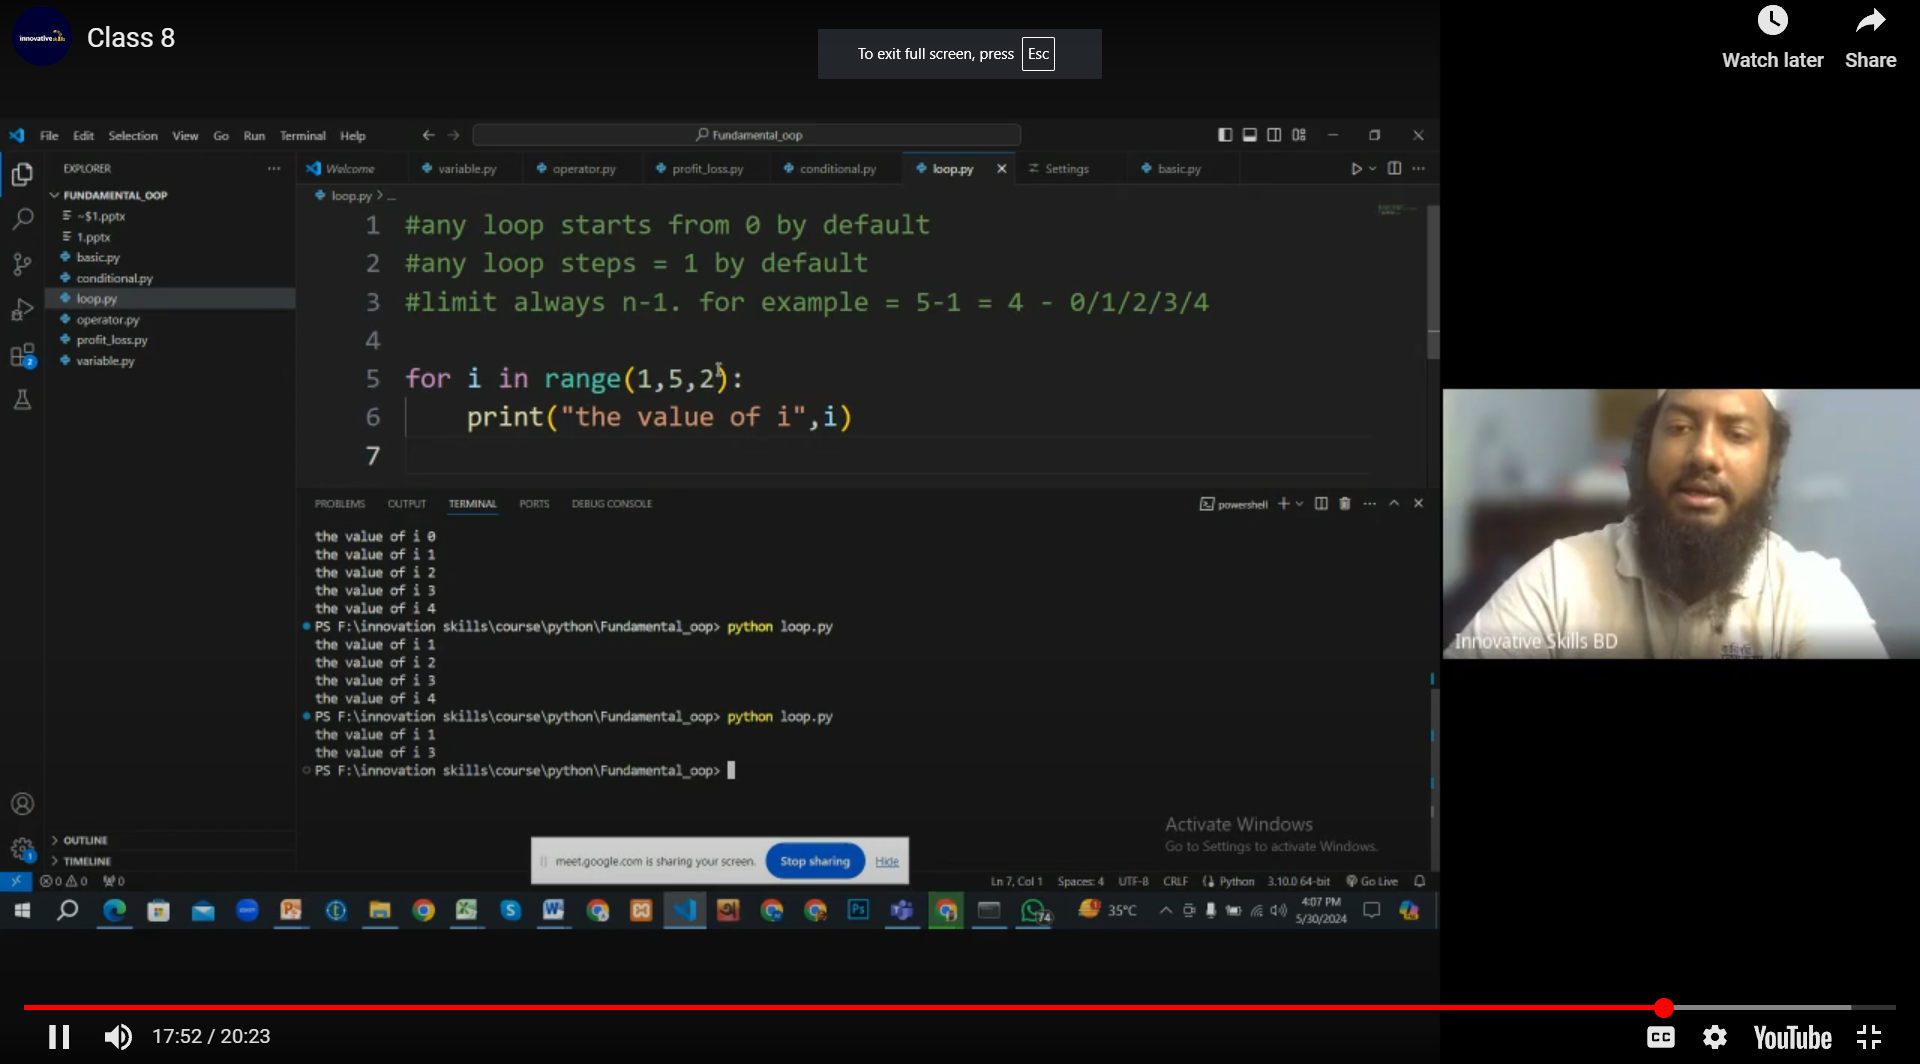 innovative skills
Class 8
To exit full screen, press Esc
Watch later
Share
File Edit Selection View Go Run Terminal Help
Fundamental_oop
EXPLORER
Welcome variable.py operator.py profit_loss.py conditional.py loop.py Settings basic.py
FUNDAMENTAL_OOP
~$1.pptx
1.pptx
basic.py
conditional.py
loop.py
operator.py
profit_loss.py
variable.py
OUTLINE
TIMELINE
loop.py > ...
1 #any loop starts from 0 by default
2 #any loop steps = 1 by default
3 #limit always n-1. for example = 5-1 = 4 - 0/1/2/3/4
4
5 for i in range(1,5,2):
6 print("the value of i",i)
7
PROBLEMS OUTPUT TERMINAL PORTS DEBUG CONSOLE
powershell
the value of i 0
the value of i 1
the value of i 2
the value of i 3
the value of i 4
PS F:\innovation skills\course\python\Fundamental_oop> python loop.py
the value of i 1
the value of i 2
the value of i 3
the value of i 4
PS F:\innovation skills\course\python\Fundamental_oop> python loop.py
the value of i 1
the value of i 3
PS F:\innovation skills\course\python\Fundamental_oop>
Activate Windows
Go to Settings to activate Windows.
meet.google.com is sharing your screen. Stop sharing Hide
0 0 0
Ln 7, Col 1 Spaces: 4 UTF-8 CRLF Python 3.10.0 64-bit Go Live
74
35°C
4:07 PM
5/30/2024
Innovative Skills BD
17:52 / 20:23
CC
YouTube